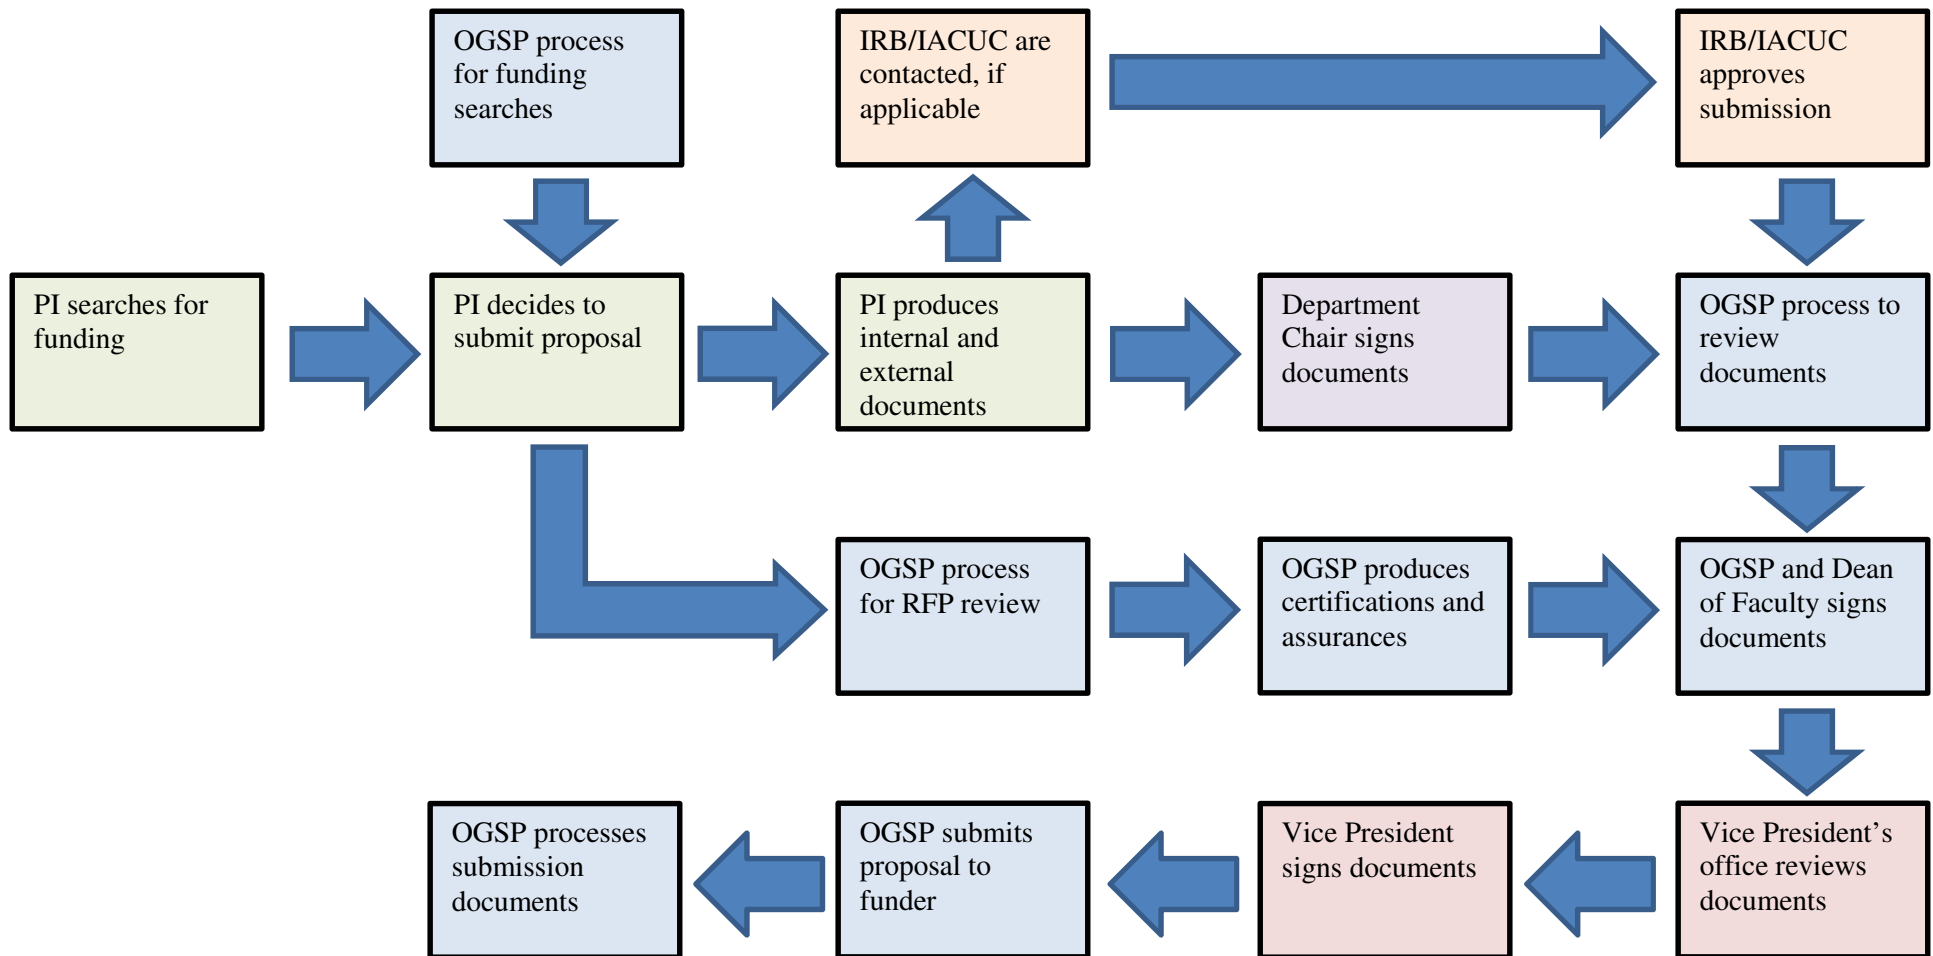 OGSP process
for funding
searches
IRB/IACUC are
contacted, if
applicable
IRB/IACUC
approves
submission
PI searches for
funding
PI decides to
submit proposal
PI produces
internal and
external
documents
Department
Chair signs
documents
OGSP process to
review
documents
OGSP process
for RFP review
OGSP produces
certifications and
assurances
OGSP and Dean
of Faculty signs
documents
OGSP processes
submission
documents
OGSP submits
proposal to
funder
Vice President
signs documents
Vice President’s
office reviews
documents